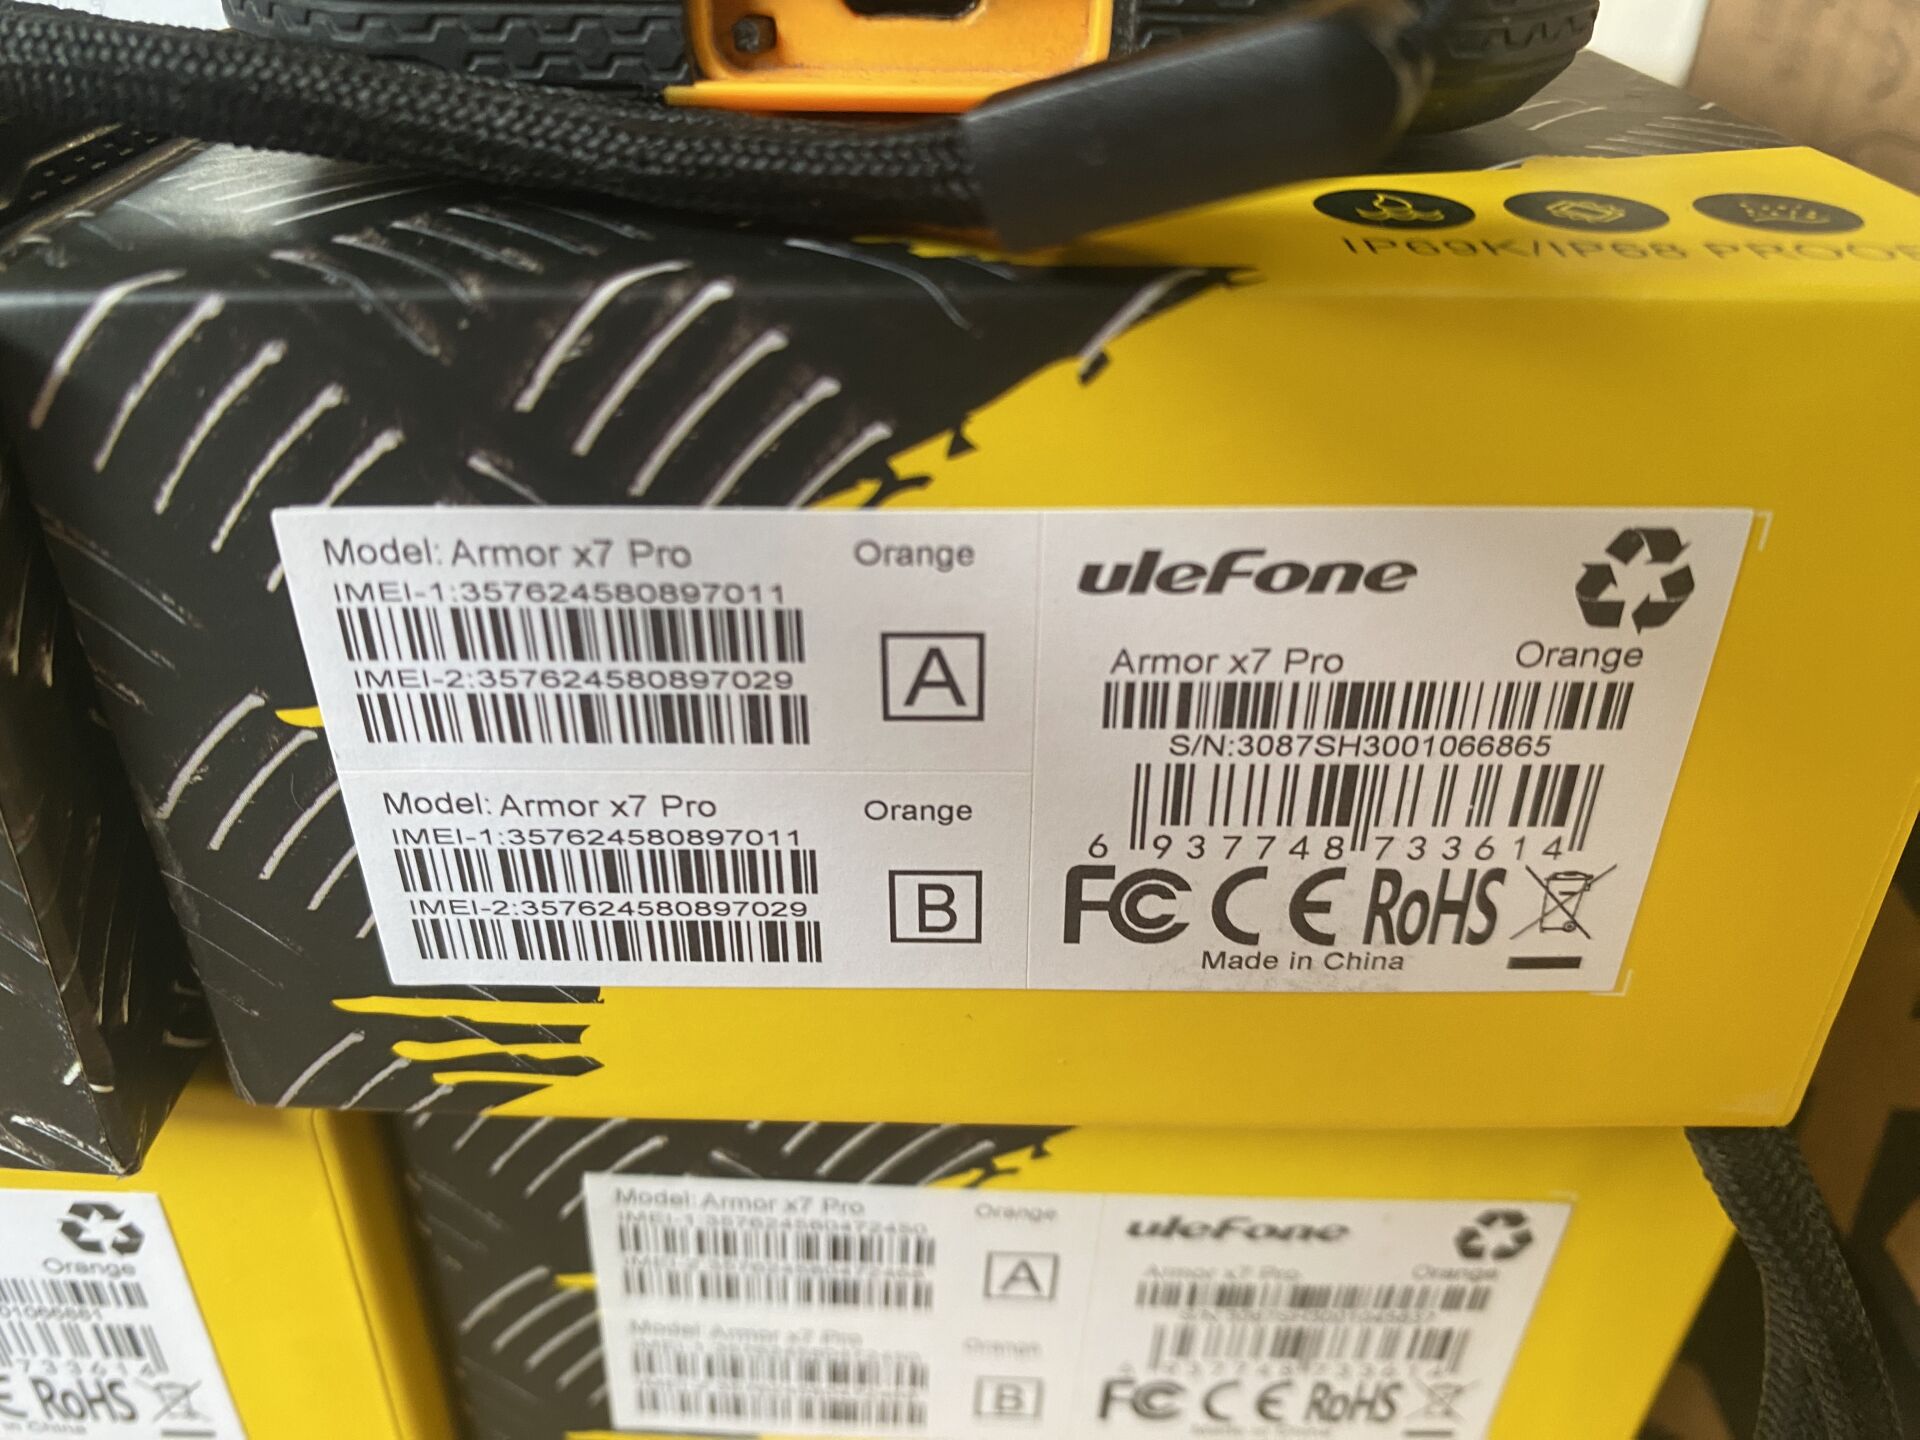 IP69K/IP68 PROOF
Model: Armor x7 Pro Orange
IMEI-1:357624580897011
IMEI-2:357624580897029
A
Model: Armor x7 Pro Orange
IMEI-1:357624580897011
IMEI-2:357624580897029
B
uleFone
Armor x7 Pro Orange
S/N:3087SH3001066865
6 937748 733614
FC CE RoHS
Made in China
Orange
733614
RoHS
in China
Model: Armor x7 Pro Orange
A
Model: Armor x7 Pro Orange
B
uleFone
Armor x7 Pro Orange
FC CE RoHS